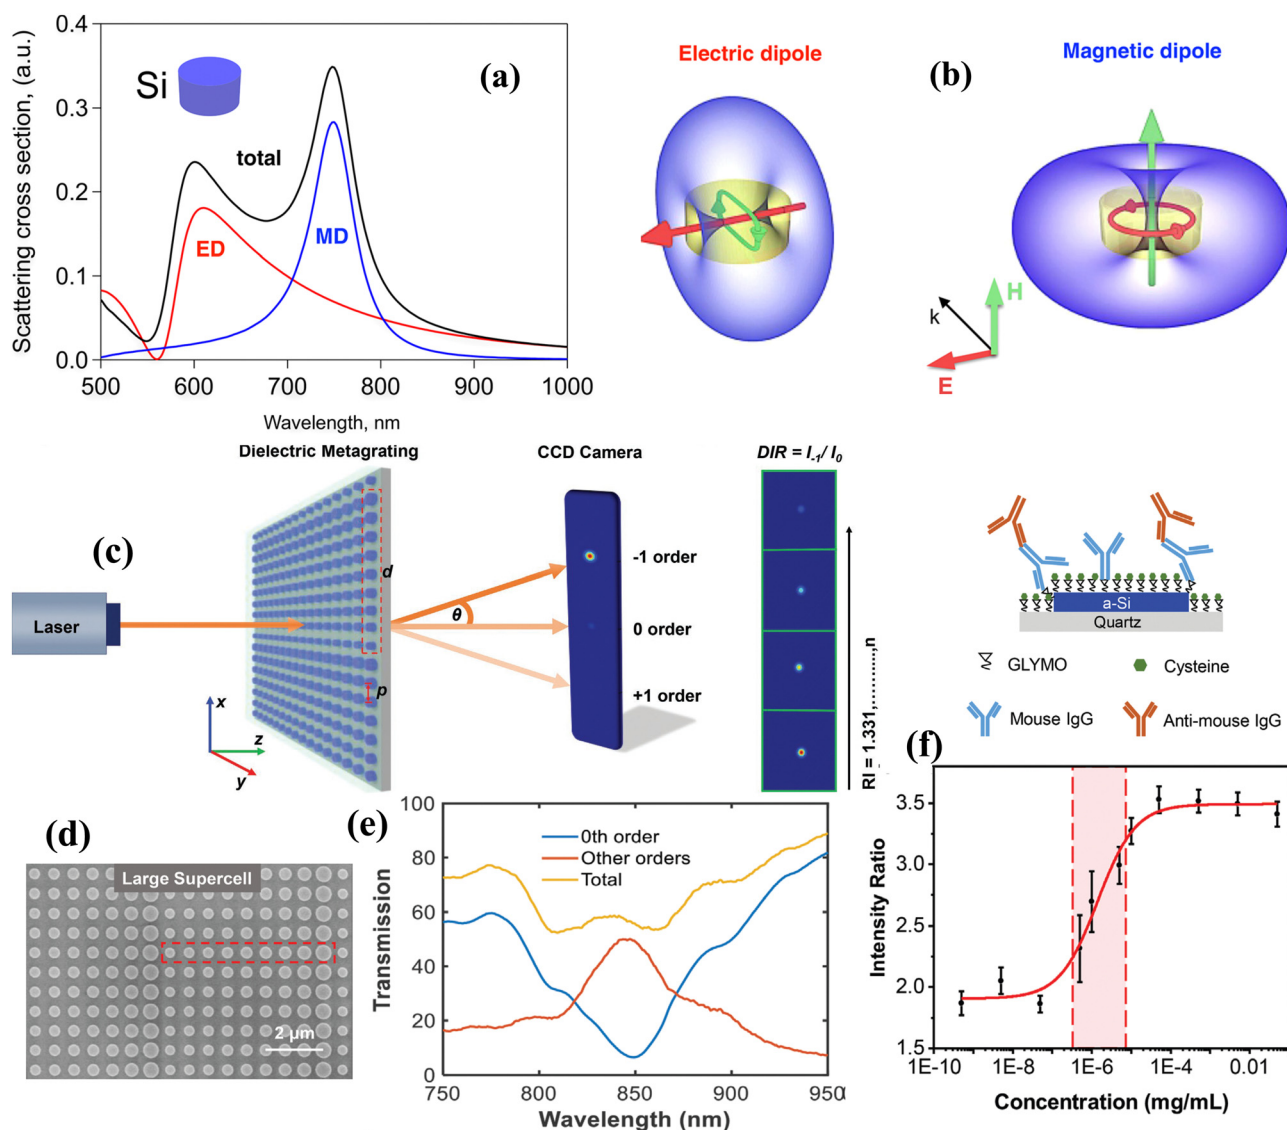 0.4
0.3
0.2
0.1
0.0
Scattering cross section, (a.u.)
Si
(a)
total
ED
MD
500 600 700 800 900 1000
Wavelength, nm
Electric dipole
(b)
Magnetic dipole
H
k
E
(c)
Dielectric Metagrating
CCD Camera
DIR = I-1/ I0
Laser
d
p
θ
-1 order
0 order
+1 order
x
z
y
RI = 1.331,..........,n
a-Si
Quartz
GLYMO
Cysteine
Mouse IgG
Anti-mouse IgG
(d)
Large Supercell
2 μm
(e)
100
80
60
40
20
0
Transmission
0th order
Other orders
Total
750 800 850 900 950
Wavelength (nm)
(f)
3.5
3.0
2.5
2.0
1.5
Intensity Ratio
1E-10 1E-8 1E-6 1E-4 0.01
Concentration (mg/mL)